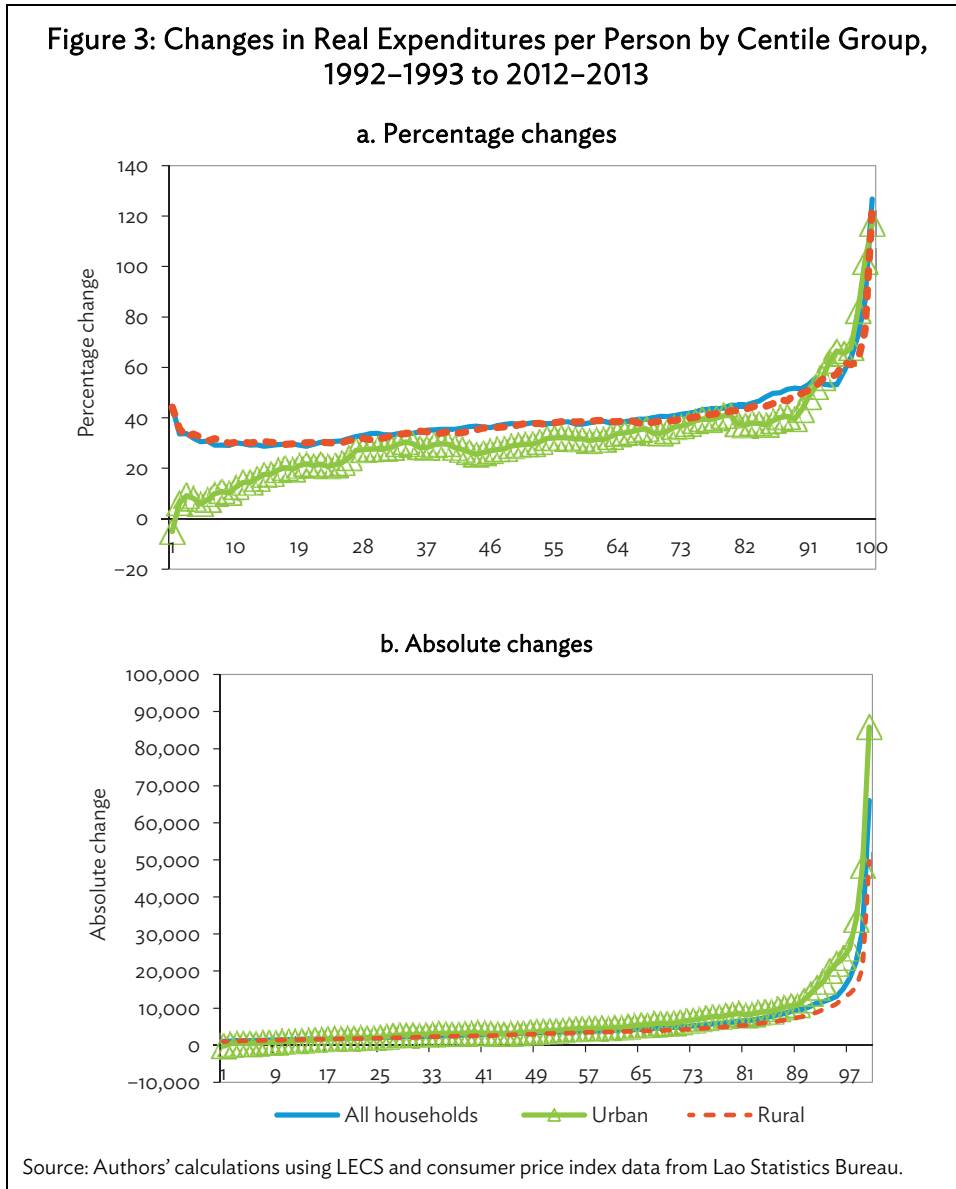 Figure 3: Changes in Real Expenditures per Person by Centile Group,
1992–1993 to 2012–2013
a. Percentage changes
Percentage change
140
120
100
80
60
40
20
0
–20
1 10 19 28 37 46 55 64 73 82 91 100
b. Absolute changes
Absolute change
100,000
90,000
80,000
70,000
60,000
50,000
40,000
30,000
20,000
10,000
0
–10,000
1 9 17 25 33 41 49 57 65 73 81 89 97
All households Urban Rural
Source: Authors’ calculations using LECS and consumer price index data from Lao Statistics Bureau.